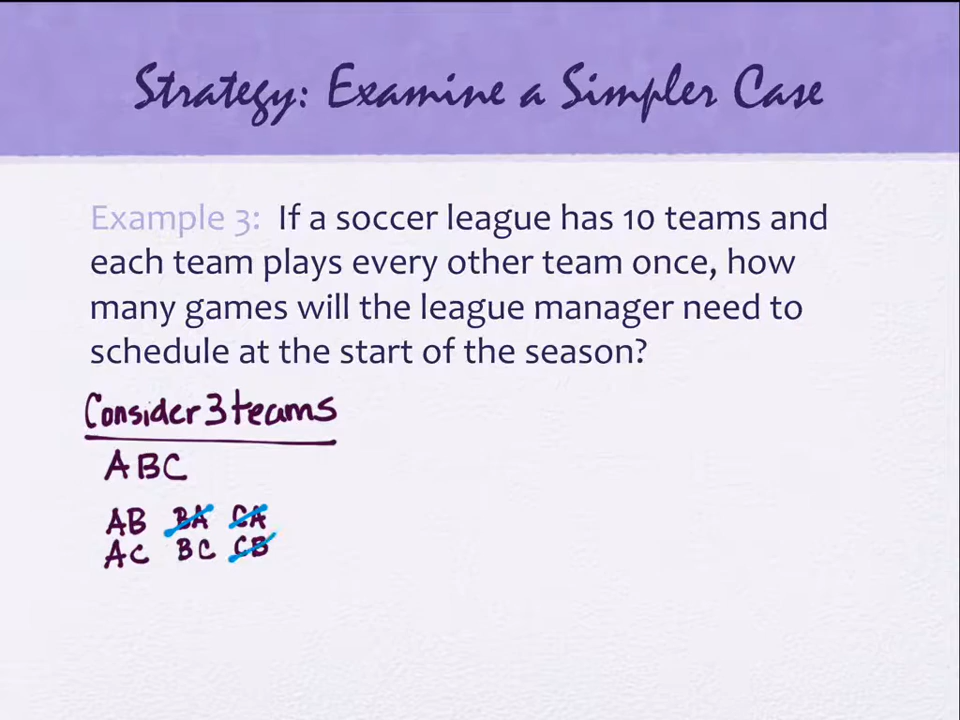 Strategy: Examine a Simpler Case
Example 3: If a soccer league has 10 teams and
each team plays every other team once, how
many games will the league manager need to
schedule at the start of the season?
Consider 3 teams
ABC
AB BA CA
AC BC CB